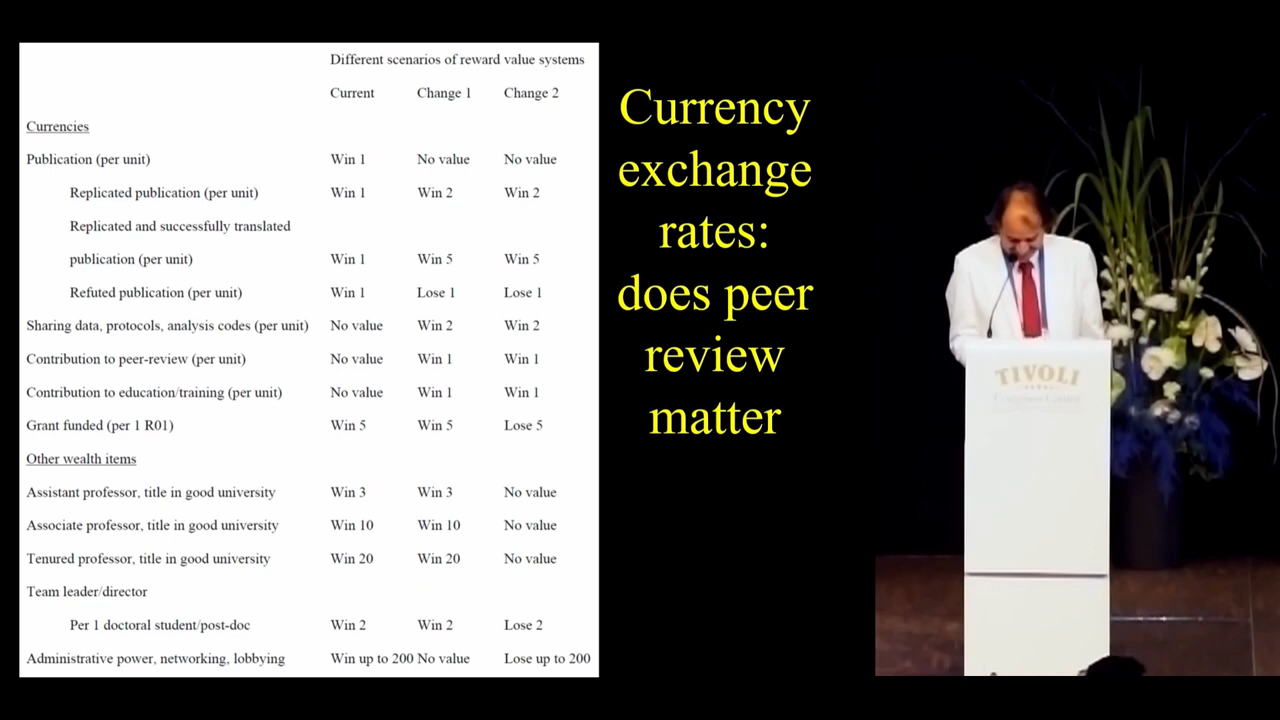 Different scenarios of reward value systems
Current Change 1 Change 2
Currencies
Publication (per unit) Win 1 No value No value
Replicated publication (per unit) Win 1 Win 2 Win 2
Replicated and successfully translated
publication (per unit) Win 1 Win 5 Win 5
Refuted publication (per unit) Win 1 Lose 1 Lose 1
Sharing data, protocols, analysis codes (per unit) No value Win 2 Win 2
Contribution to peer-review (per unit) No value Win 1 Win 1
Contribution to education/training (per unit) No value Win 1 Win 1
Grant funded (per 1 R01) Win 5 Win 5 Lose 5
Other wealth items
Assistant professor, title in good university Win 3 Win 3 No value
Associate professor, title in good university Win 10 Win 10 No value
Tenured professor, title in good university Win 20 Win 20 No value
Team leader/director
Per 1 doctoral student/post-doc Win 2 Win 2 Lose 2
Administrative power, networking, lobbying Win up to 200 No value Lose up to 200
Currency
exchange
rates:
does peer
review
matter
TIVOLI